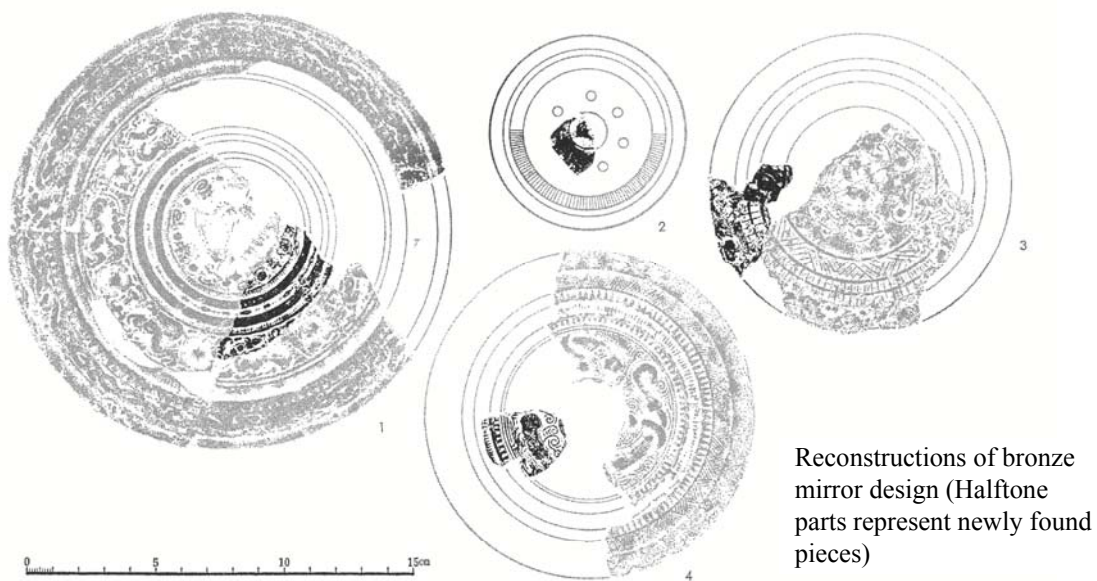 2
3
1
4
0 5 10 15cm
Reconstructions of bronze
mirror design (Halftone
parts represent newly found
pieces)